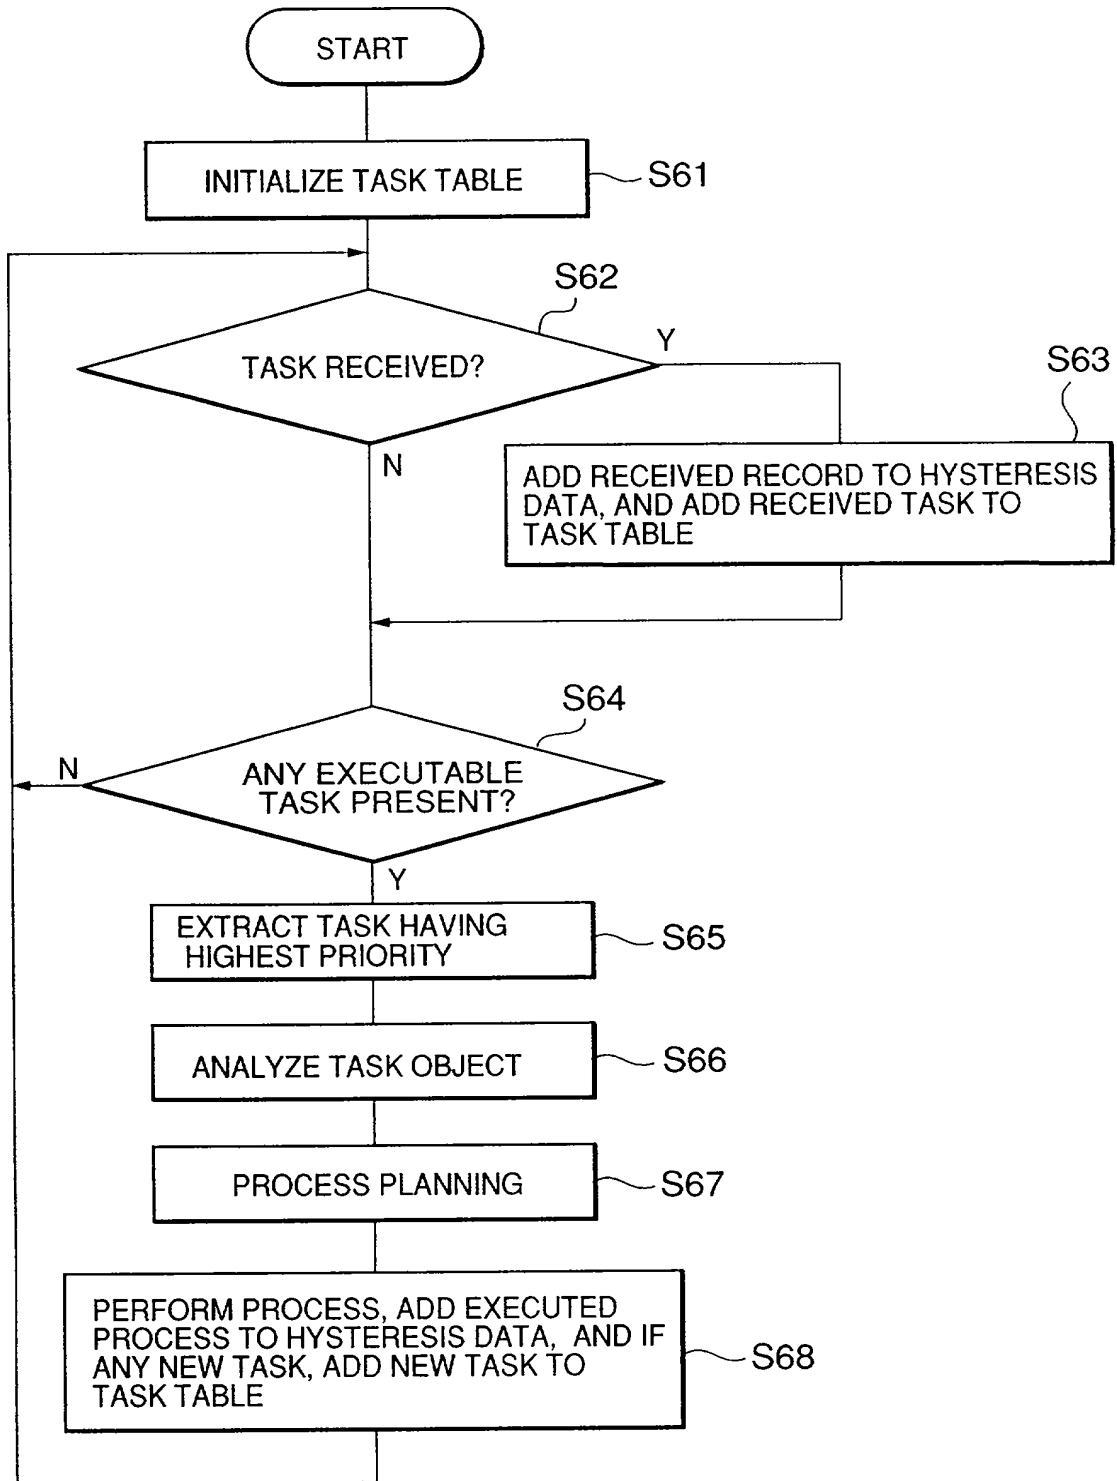 START
INITIALIZE TASK TABLE
S61
S62
TASK RECEIVED?
Y
N
S63
ADD RECEIVED RECORD TO HYSTERESIS
DATA, AND ADD RECEIVED TASK TO
TASK TABLE
S64
ANY EXECUTABLE
TASK PRESENT?
N
Y
EXTRACT TASK HAVING
HIGHEST PRIORITY
S65
ANALYZE TASK OBJECT
S66
PROCESS PLANNING
S67
PERFORM PROCESS, ADD EXECUTED
PROCESS TO HYSTERESIS DATA, AND IF
ANY NEW TASK, ADD NEW TASK TO
TASK TABLE
S68